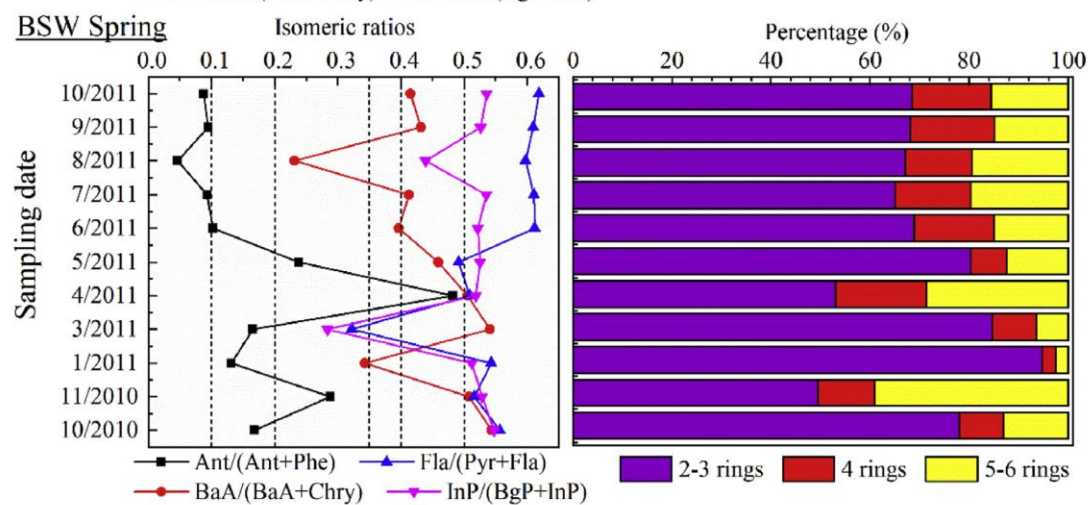 BSW Spring
Isomeric ratios
Percentage (%)
0.0 0.1 0.2 0.3 0.4 0.5 0.6
0 20 40 60 80 100
Sampling date
10/2011
9/2011
8/2011
7/2011
6/2011
5/2011
4/2011
3/2011
1/2011
11/2010
10/2010
Ant/(Ant+Phe)
Fla/(Pyr+Fla)
BaA/(BaA+Chry)
InP/(BgP+InP)
2-3 rings
4 rings
5-6 rings